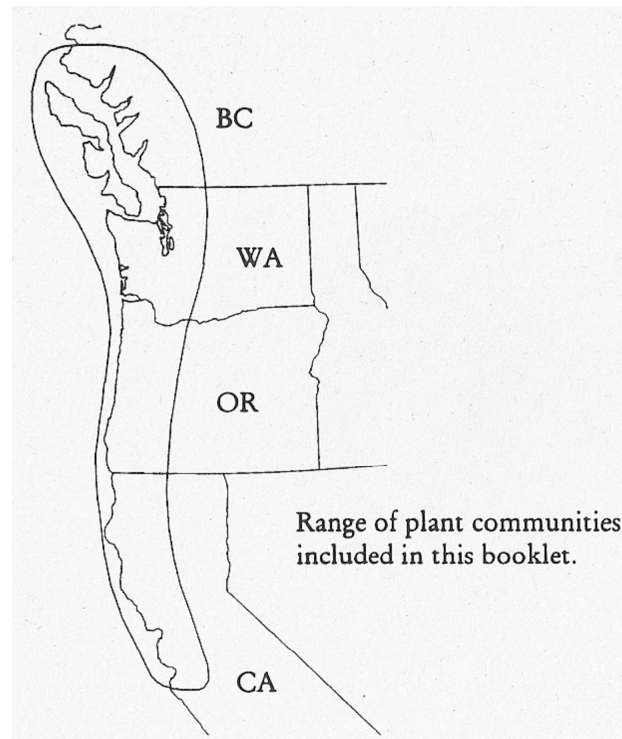 BC
WA
OR
Range of plant communities
included in this booklet.
CA